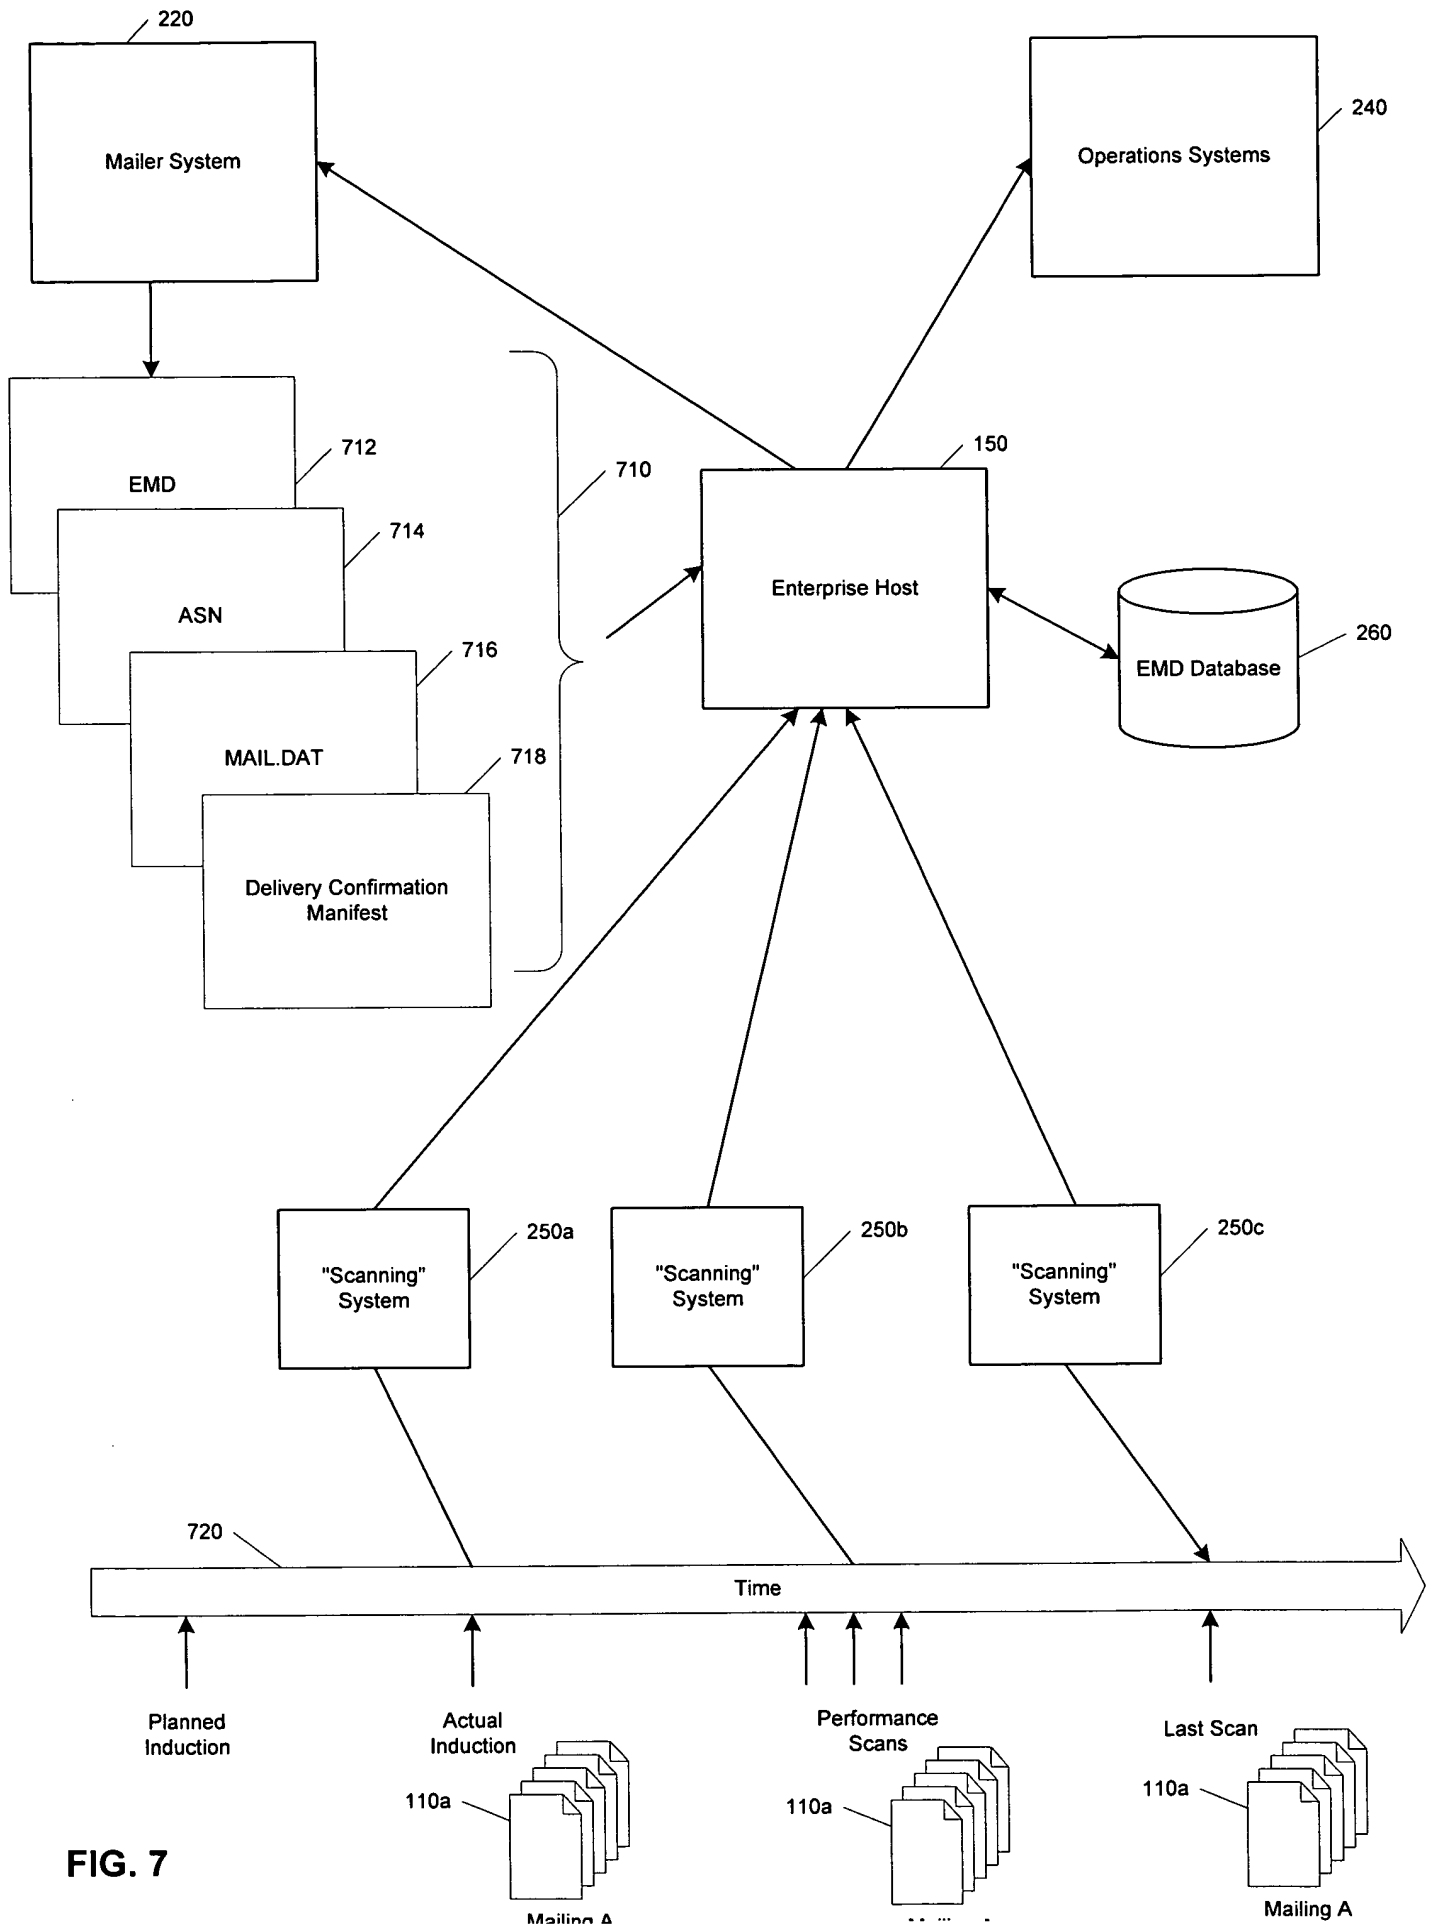 220
240
Mailer System
Operations Systems
712
710
150
EMD
714
ASN
Enterprise Host
716
260
EMD Database
MAIL.DAT
718
Delivery Confirmation
Manifest
250a
250b
250c
"Scanning"
System
"Scanning"
System
"Scanning"
System
720
Time
Planned
Induction
Actual
Induction
Performance
Scans
Last Scan
110a
110a
110a
FIG. 7
Mailing A
Mailing A